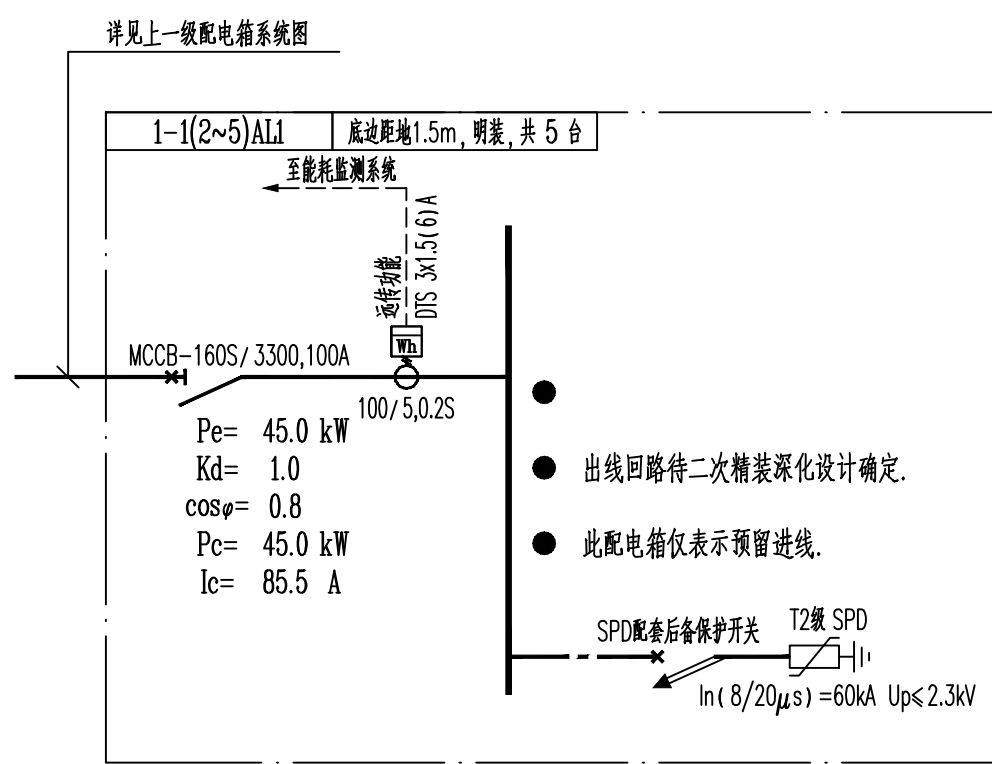 详见上一级配电箱系统图
1-1(2~5)AL1
底边距地1.5m, 明装, 共 5 台
至能耗监测系统
远传功能
DTS 3x1.5(6)A
Wh
MCCB-160S/3300,100A
100/5,0.2S
Pe= 45.0 kW
Kd= 1.0
cosφ= 0.8
Pc= 45.0 kW
Ic= 85.5 A
出线回路待二次精装深化设计确定.
此配电箱仅表示预留进线.
SPD配套后备保护开关
T2级 SPD
In(8/20μs)=60kA Up≤2.3kV